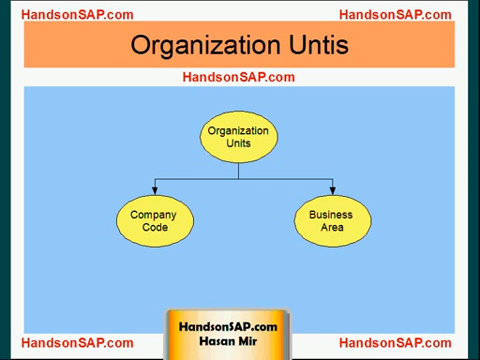 HandsonSAP.com HandsonSAP.com
Organization Untis
HandsonSAP.com
Organization
Units
Company
Code
Business
Area
HandsonSAP.com
Hasan Mir
HandsonSAP.com HandsonSAP.com